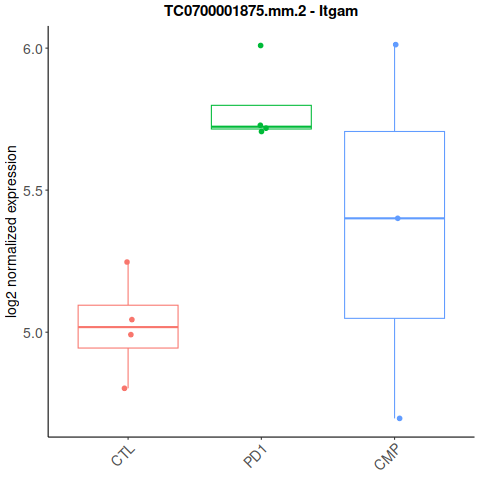 TC0700001875.mm.2 - Itgam
log2 normalized expression
6.0
5.5
5.0
CTL
PD1
CMP